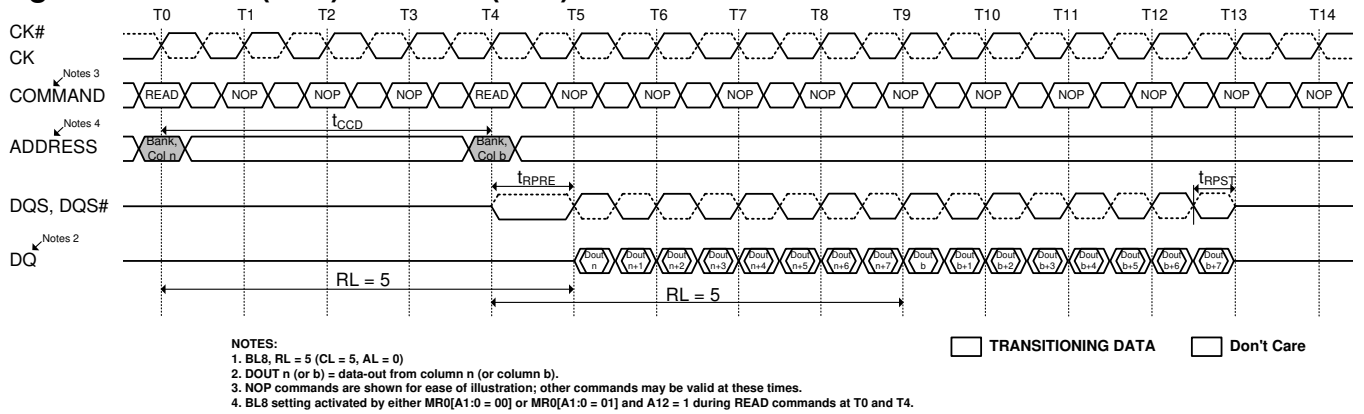 T0 T1 T2 T3 T4 T5 T6 T7 T8 T9 T10 T11 T12 T13 T14
CK#
CK
Notes 3
COMMAND READ NOP NOP NOP READ NOP NOP NOP NOP NOP NOP NOP NOP NOP NOP
Notes 4
tCCD
ADDRESS
Bank, Col n
Bank, Col b
tRPRE
tRPST
DQS, DQS#
Notes 2
DQ
Dout n Dout n+1 Dout n+2 Dout n+3 Dout n+4 Dout n+5 Dout n+6 Dout n+7 Dout b Dout b+1 Dout b+2 Dout b+3 Dout b+4 Dout b+5 Dout b+6 Dout b+7
RL = 5
RL = 5
NOTES:
1. BL8, RL = 5 (CL = 5, AL = 0)
2. DOUT n (or b) = data-out from column n (or column b).
3. NOP commands are shown for ease of illustration; other commands may be valid at these times.
4. BL8 setting activated by either MR0[A1:0 = 00] or MR0[A1:0 = 01] and A12 = 1 during READ commands at T0 and T4.
TRANSITIONING DATA
Don't Care